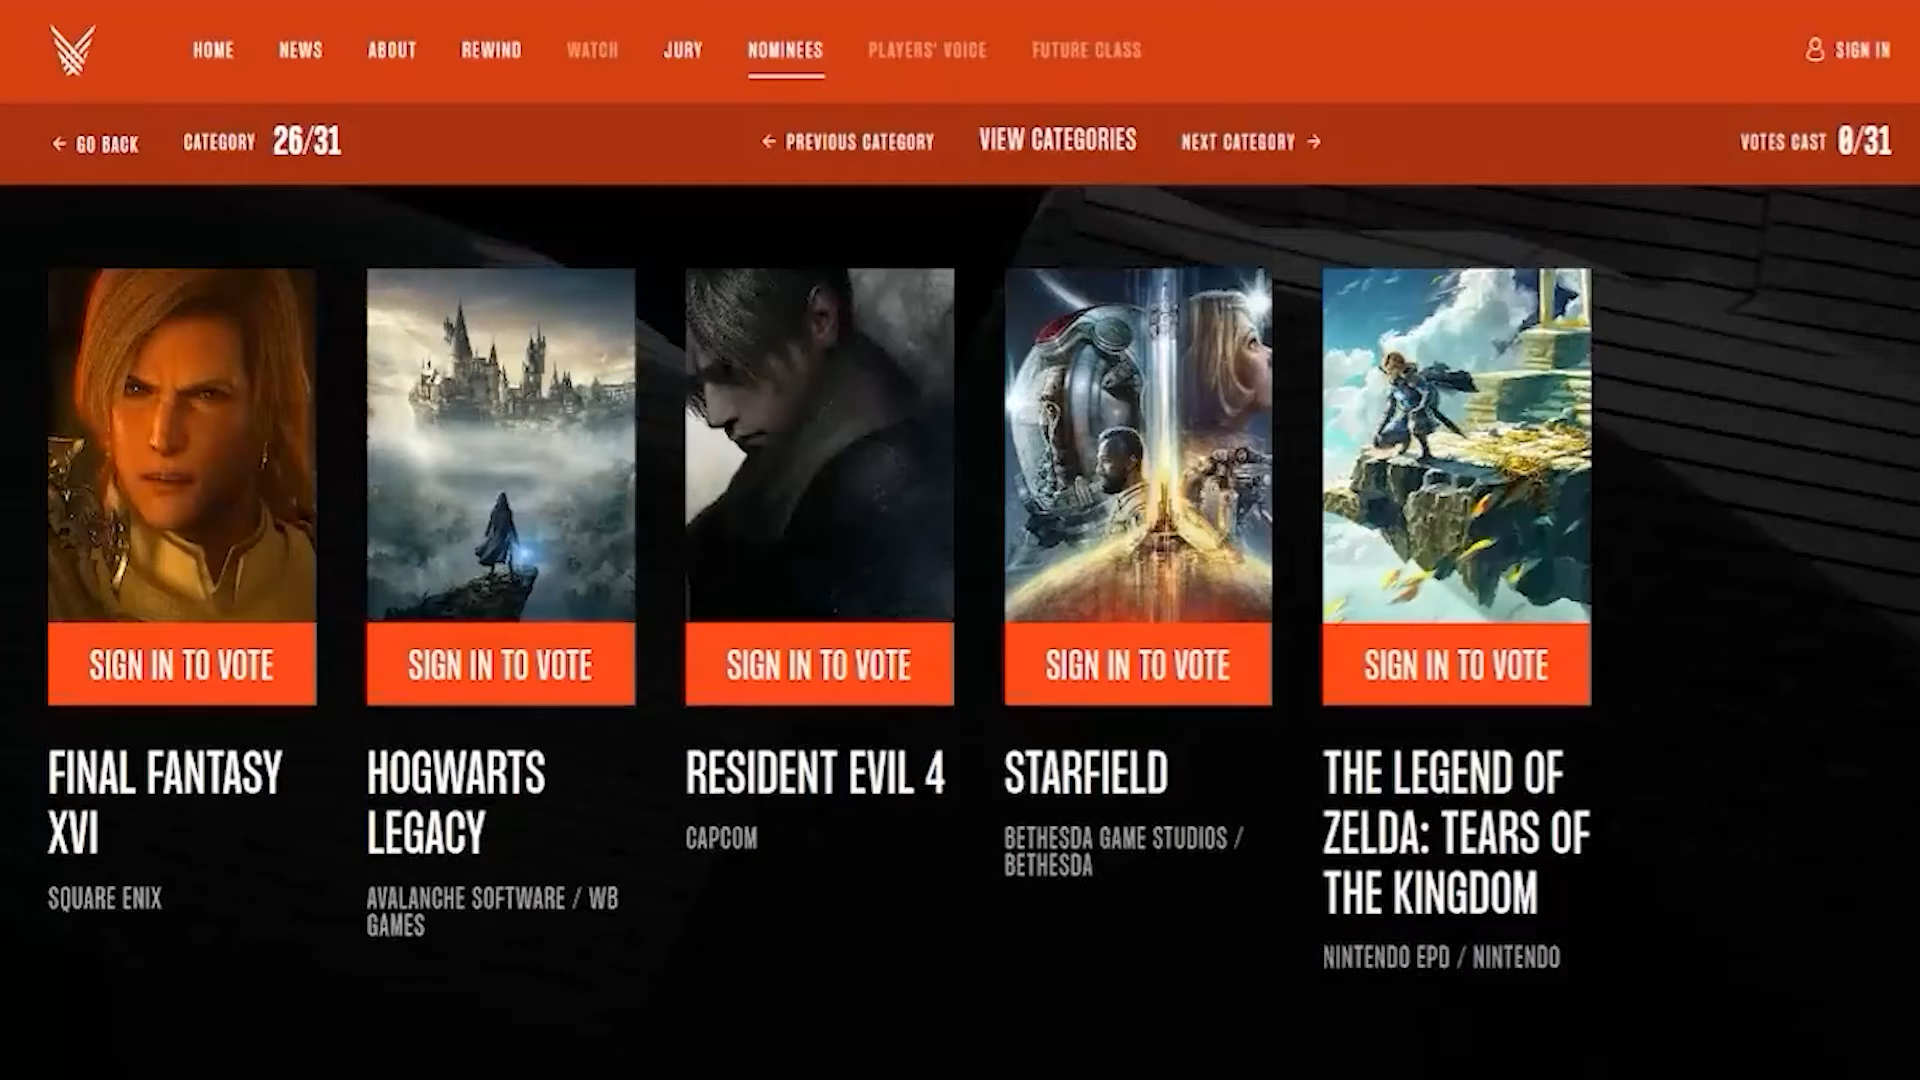 HOME NEWS ABOUT REWIND WATCH JURY NOMINEES PLAYERS' VOICE FUTURE CLASS SIGN IN
← GO BACK CATEGORY 26/31 ← PREVIOUS CATEGORY VIEW CATEGORIES NEXT CATEGORY → VOTES CAST 0/31
SIGN IN TO VOTE
FINAL FANTASY
XVI
SQUARE ENIX
SIGN IN TO VOTE
HOGWARTS
LEGACY
AVALANCHE SOFTWARE / WB
GAMES
SIGN IN TO VOTE
RESIDENT EVIL 4
CAPCOM
SIGN IN TO VOTE
STARFIELD
BETHESDA GAME STUDIOS /
BETHESDA
SIGN IN TO VOTE
THE LEGEND OF
ZELDA: TEARS OF
THE KINGDOM
NINTENDO EPD / NINTENDO